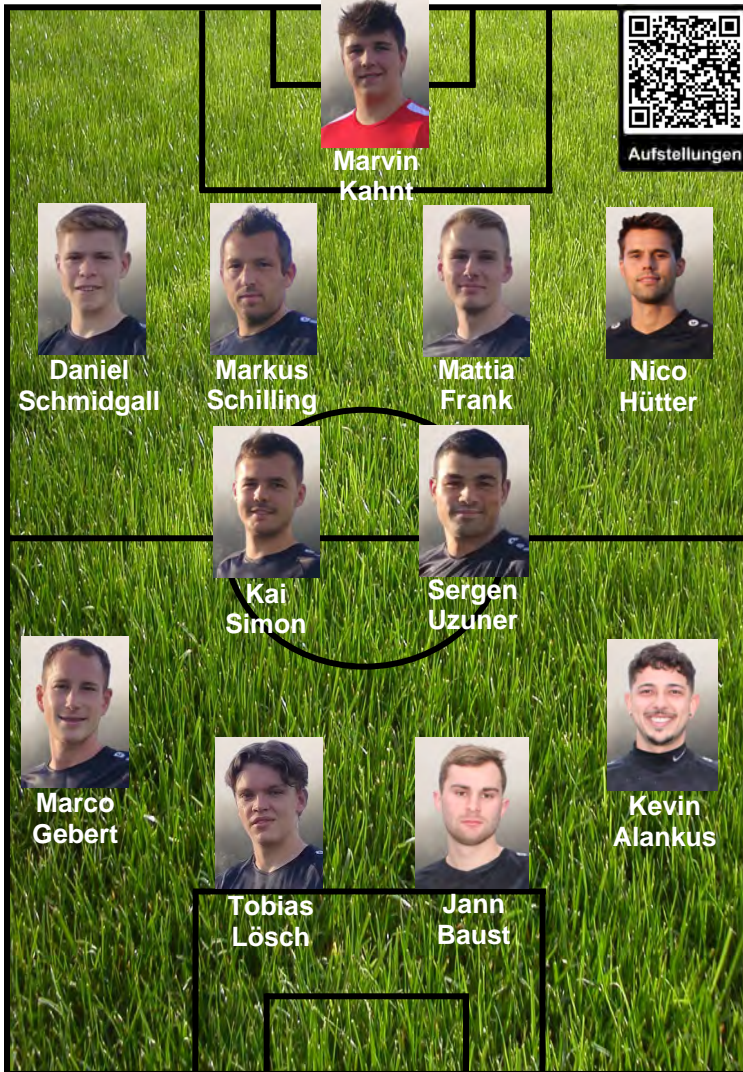 Aufstellungen
Marvin
Kahnt
Daniel
Schmidgall
Markus
Schilling
Mattia
Frank
Nico
Hütter
Kai
Simon
Sergen
Uzuner
Marco
Gebert
Kevin
Alankus
Tobias
Lösch
Jann
Baust